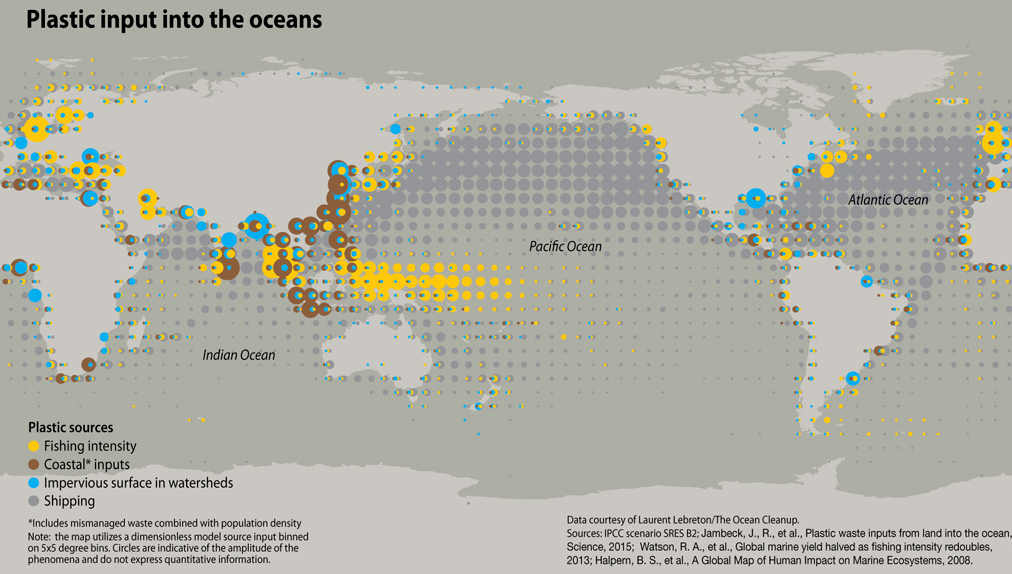 Plastic input into the oceans
Atlantic Ocean
Pacific Ocean
Indian Ocean
Plastic sources
Fishing intensity
Coastal* inputs
Impervious surface in watersheds
Shipping
*Includes mismanaged waste combined with population density
Note: the map utilizes a dimensionless model source input binned
on 5x5 degree bins. Circles are indicative of the amplitude of the
phenomena and do not express quantitative information.
Data courtesy of Laurent Lebreton/The Ocean Cleanup.
Sources: IPCC scenario SRES B2; Jambeck, J., R., et al., Plastic waste inputs from land into the ocean,
Science, 2015; Watson, R. A., et al., Global marine yield halved as fishing intensity redoubles,
2013; Halpern, B. S., et al., A Global Map of Human Impact on Marine Ecosystems, 2008.